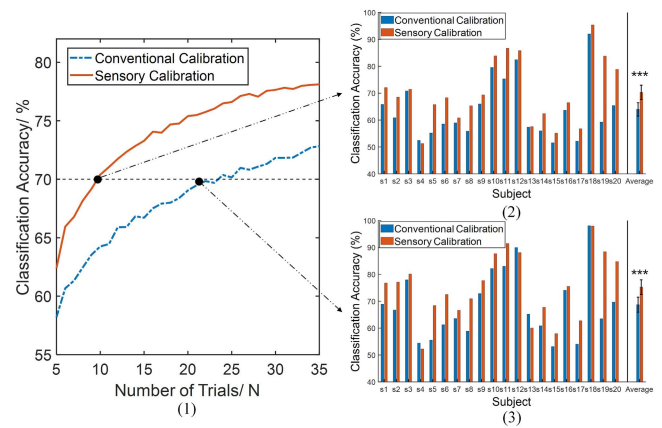 Classification Accuracy/ %
80
75
70
65
60
55
5 10 15 20 25 30 35
Number of Trials/ N
Conventional Calibration
Sensory Calibration
(1)
Classification Accuracy (%)
100
90
80
70
60
50
40
Conventional Calibration
Sensory Calibration
***
s1 s2 s3 s4 s5 s6 s7 s8 s9 s10 s11 s12 s13 s14 s15 s16 s17 s18 s19 s20 Average
Subject
(2)
Classification Accuracy (%)
100
90
80
70
60
50
40
Conventional Calibration
Sensory Calibration
***
s1 s2 s3 s4 s5 s6 s7 s8 s9 s10 s11 s12 s13 s14 s15 s16 s17 s18 s19 s20 Average
Subject
(3)